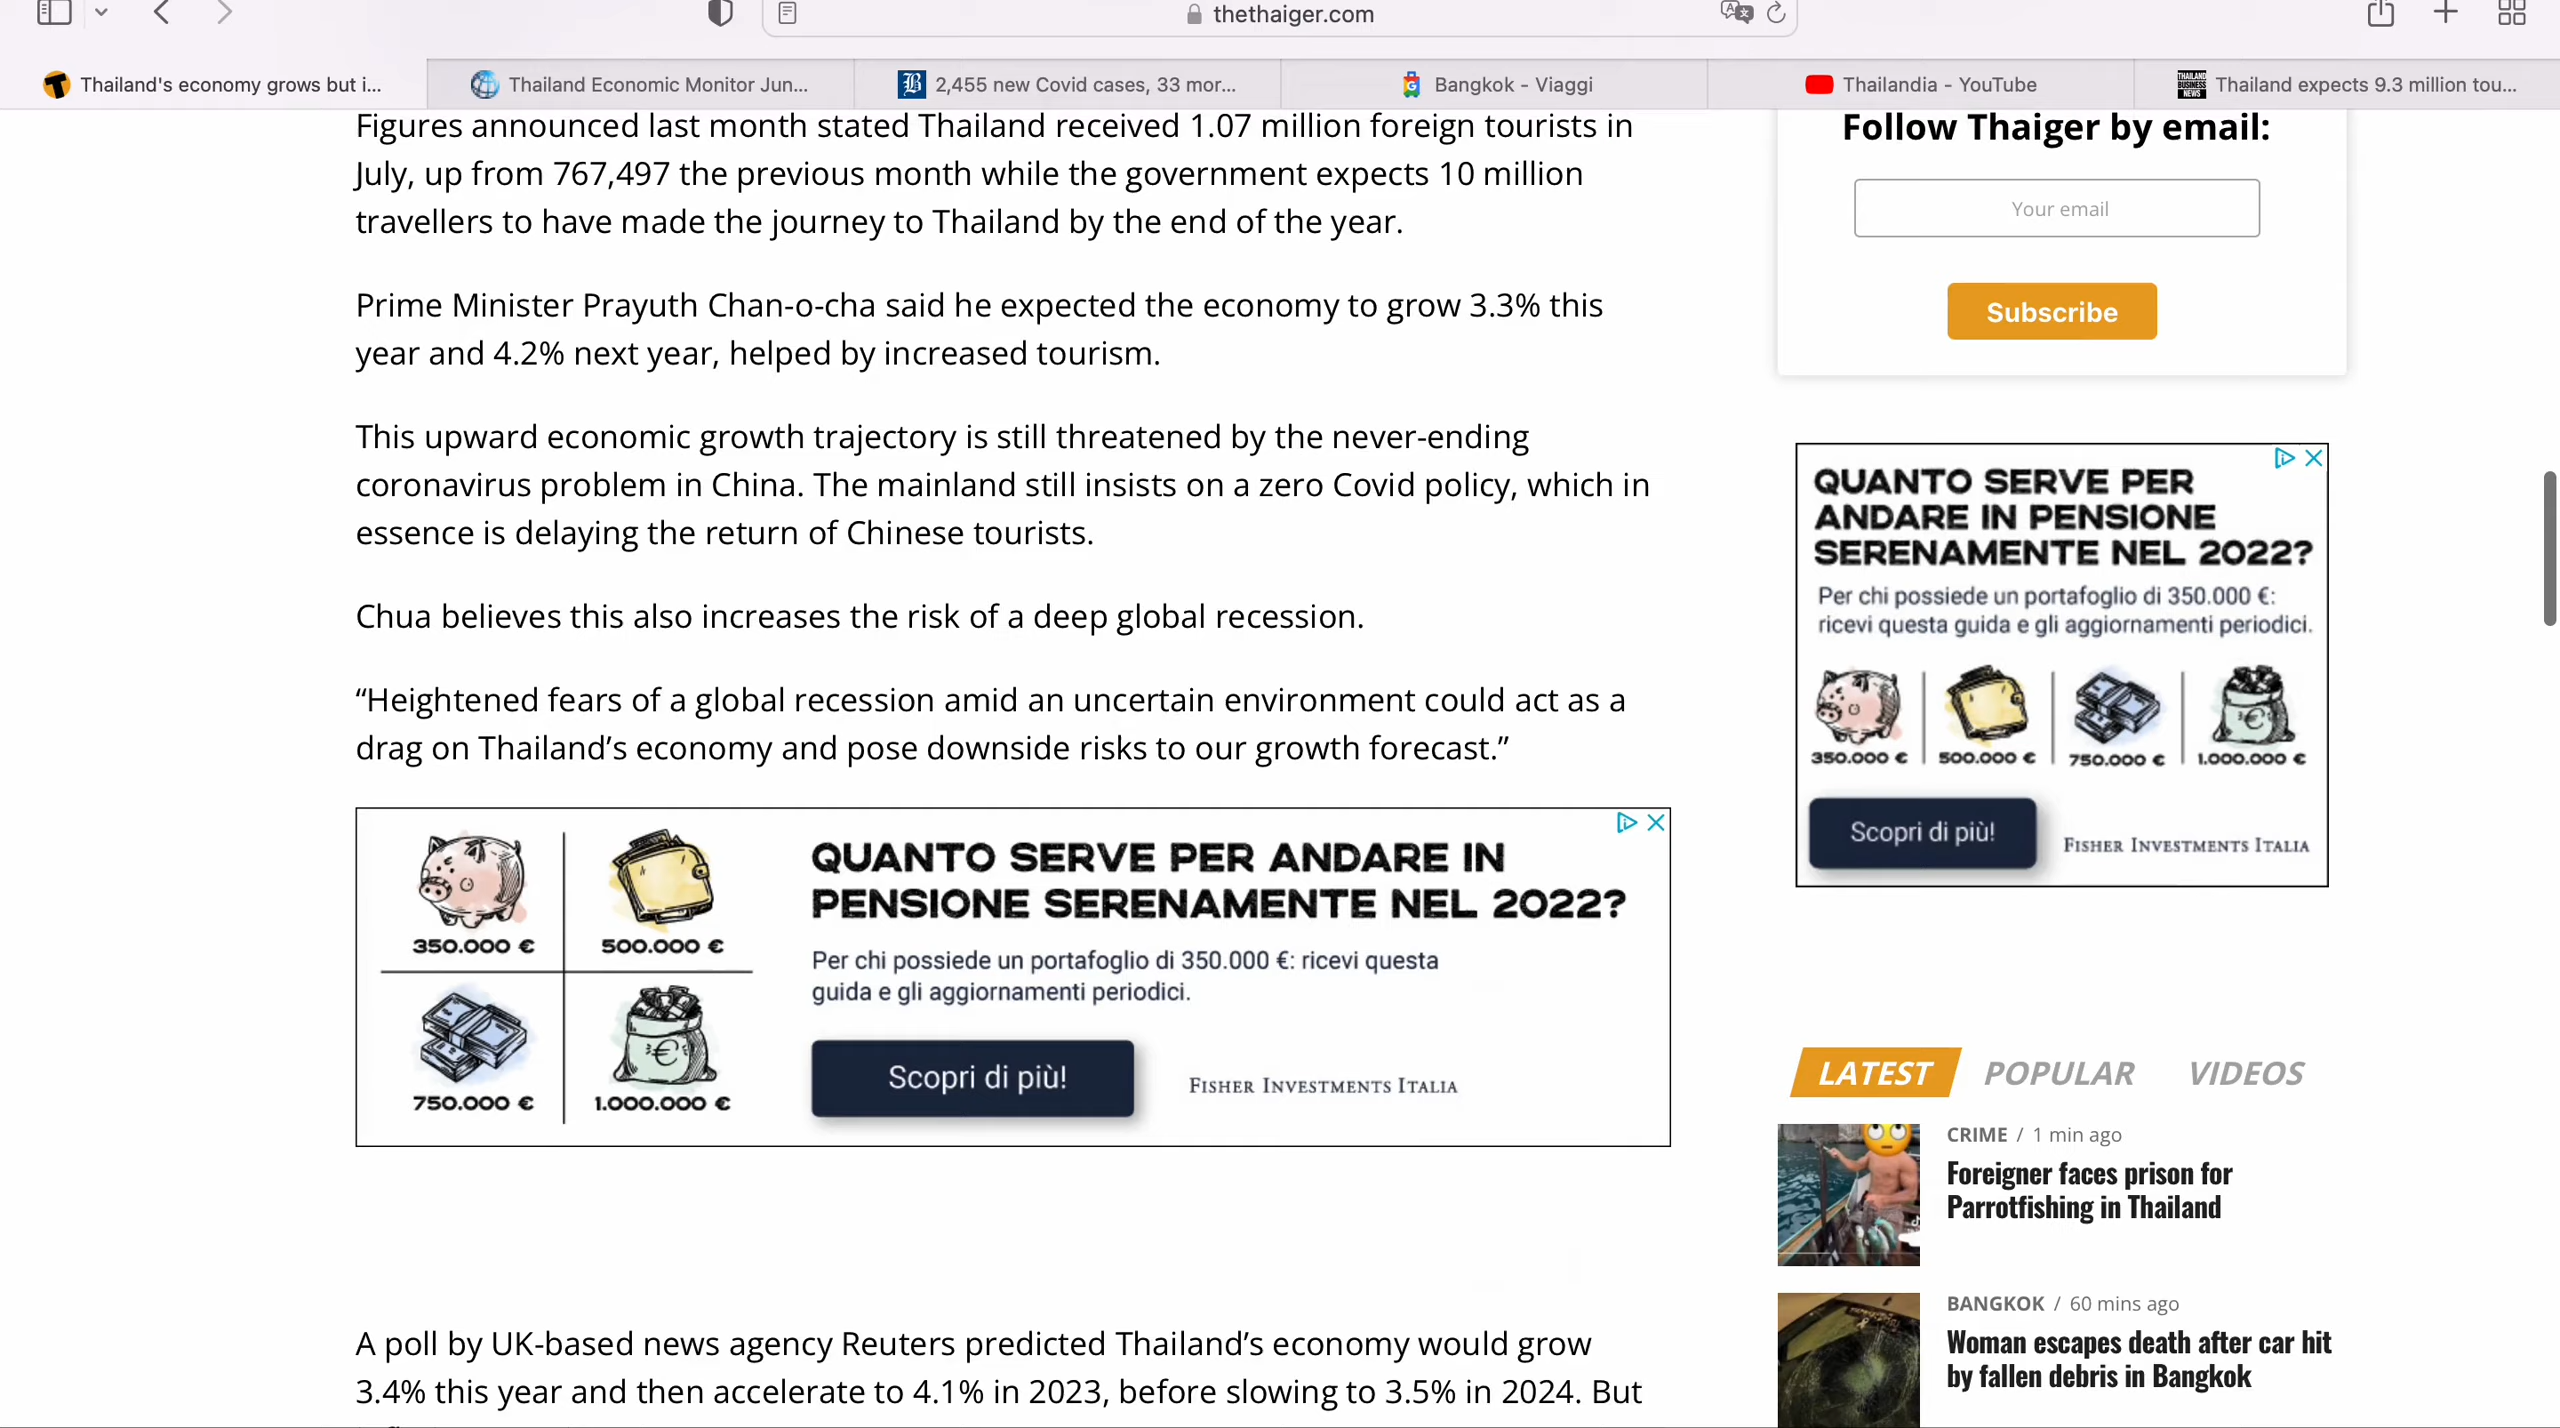 thethaiger.com
Thailand's economy grows but i...
Thailand Economic Monitor Jun...
2,455 new Covid cases, 33 mor...
Bangkok - Viaggi
Thailandia - YouTube
Thailand expects 9.3 million tou...
Figures announced last month stated Thailand received 1.07 million foreign tourists in
July, up from 767,497 the previous month while the government expects 10 million
travellers to have made the journey to Thailand by the end of the year.
Prime Minister Prayuth Chan-o-cha said he expected the economy to grow 3.3% this
year and 4.2% next year, helped by increased tourism.
This upward economic growth trajectory is still threatened by the never-ending
coronavirus problem in China. The mainland still insists on a zero Covid policy, which in
essence is delaying the return of Chinese tourists.
Chua believes this also increases the risk of a deep global recession.
“Heightened fears of a global recession amid an uncertain environment could act as a
drag on Thailand’s economy and pose downside risks to our growth forecast.”
350.000 €
500.000 €
750.000 €
1.000.000 €
QUANTO SERVE PER ANDARE IN
PENSIONE SERENAMENTE NEL 2022?
Per chi possiede un portafoglio di 350.000 €: ricevi questa
guida e gli aggiornamenti periodici.
Scopri di più!
FISHER INVESTMENTS ITALIA
A poll by UK-based news agency Reuters predicted Thailand’s economy would grow
3.4% this year and then accelerate to 4.1% in 2023, before slowing to 3.5% in 2024. But
Follow Thaiger by email:
Your email
Subscribe
QUANTO SERVE PER
ANDARE IN PENSIONE
SERENAMENTE NEL 2022?
Per chi possiede un portafoglio di 350.000 €:
ricevi questa guida e gli aggiornamenti periodici.
350.000 €
500.000 €
750.000 €
1.000.000 €
Scopri di più!
FISHER INVESTMENTS ITALIA
LATEST
POPULAR
VIDEOS
CRIME / 1 min ago
Foreigner faces prison for
Parrotfishing in Thailand
BANGKOK / 60 mins ago
Woman escapes death after car hit
by fallen debris in Bangkok